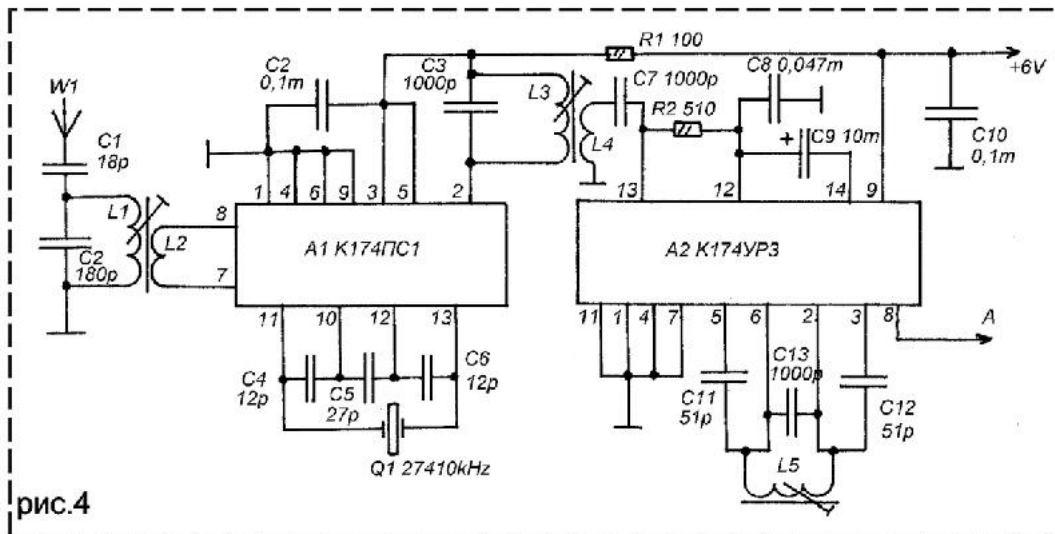 R1 100
+6V
W1
C1
18p
C2
0,1m
C3
1000p
L3
C7 1000p
R2 510
C8 0,047m
+
C9 10m
C10
0,1m
L4
1 4 6 9 3 5 2
13 12 14 9
L1
L2
8
7
C2
180p
A1 К174ПС1
A2 К174УР3
11 10 12 13
11 1 4 7 5 6 2 3 8
A
C4
12p
C5
27p
C6
12p
C13
1000p
C11
51p
C12
51p
Q1 27410kHz
L5
рис.4